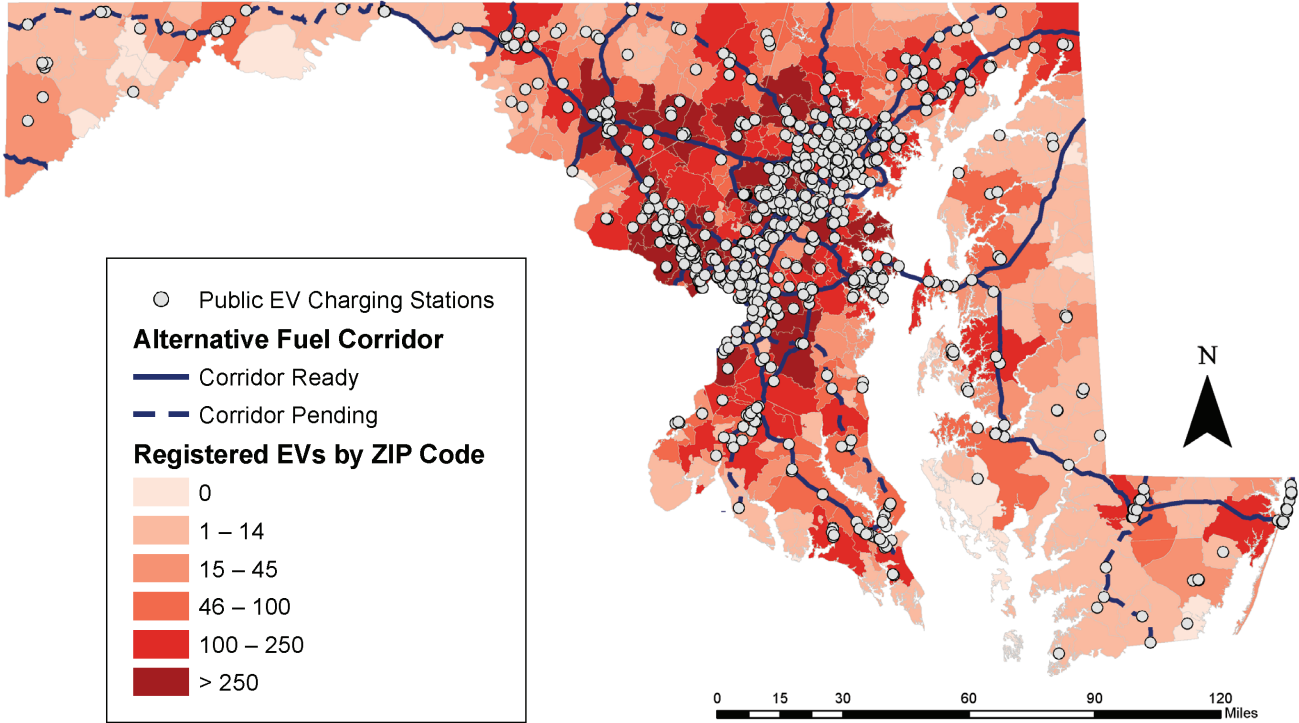 Public EV Charging Stations
Alternative Fuel Corridor
Corridor Ready
Corridor Pending
Registered EVs by ZIP Code
0
1 – 14
15 – 45
46 – 100
100 – 250
> 250
N
0 15 30 60 90 120
Miles